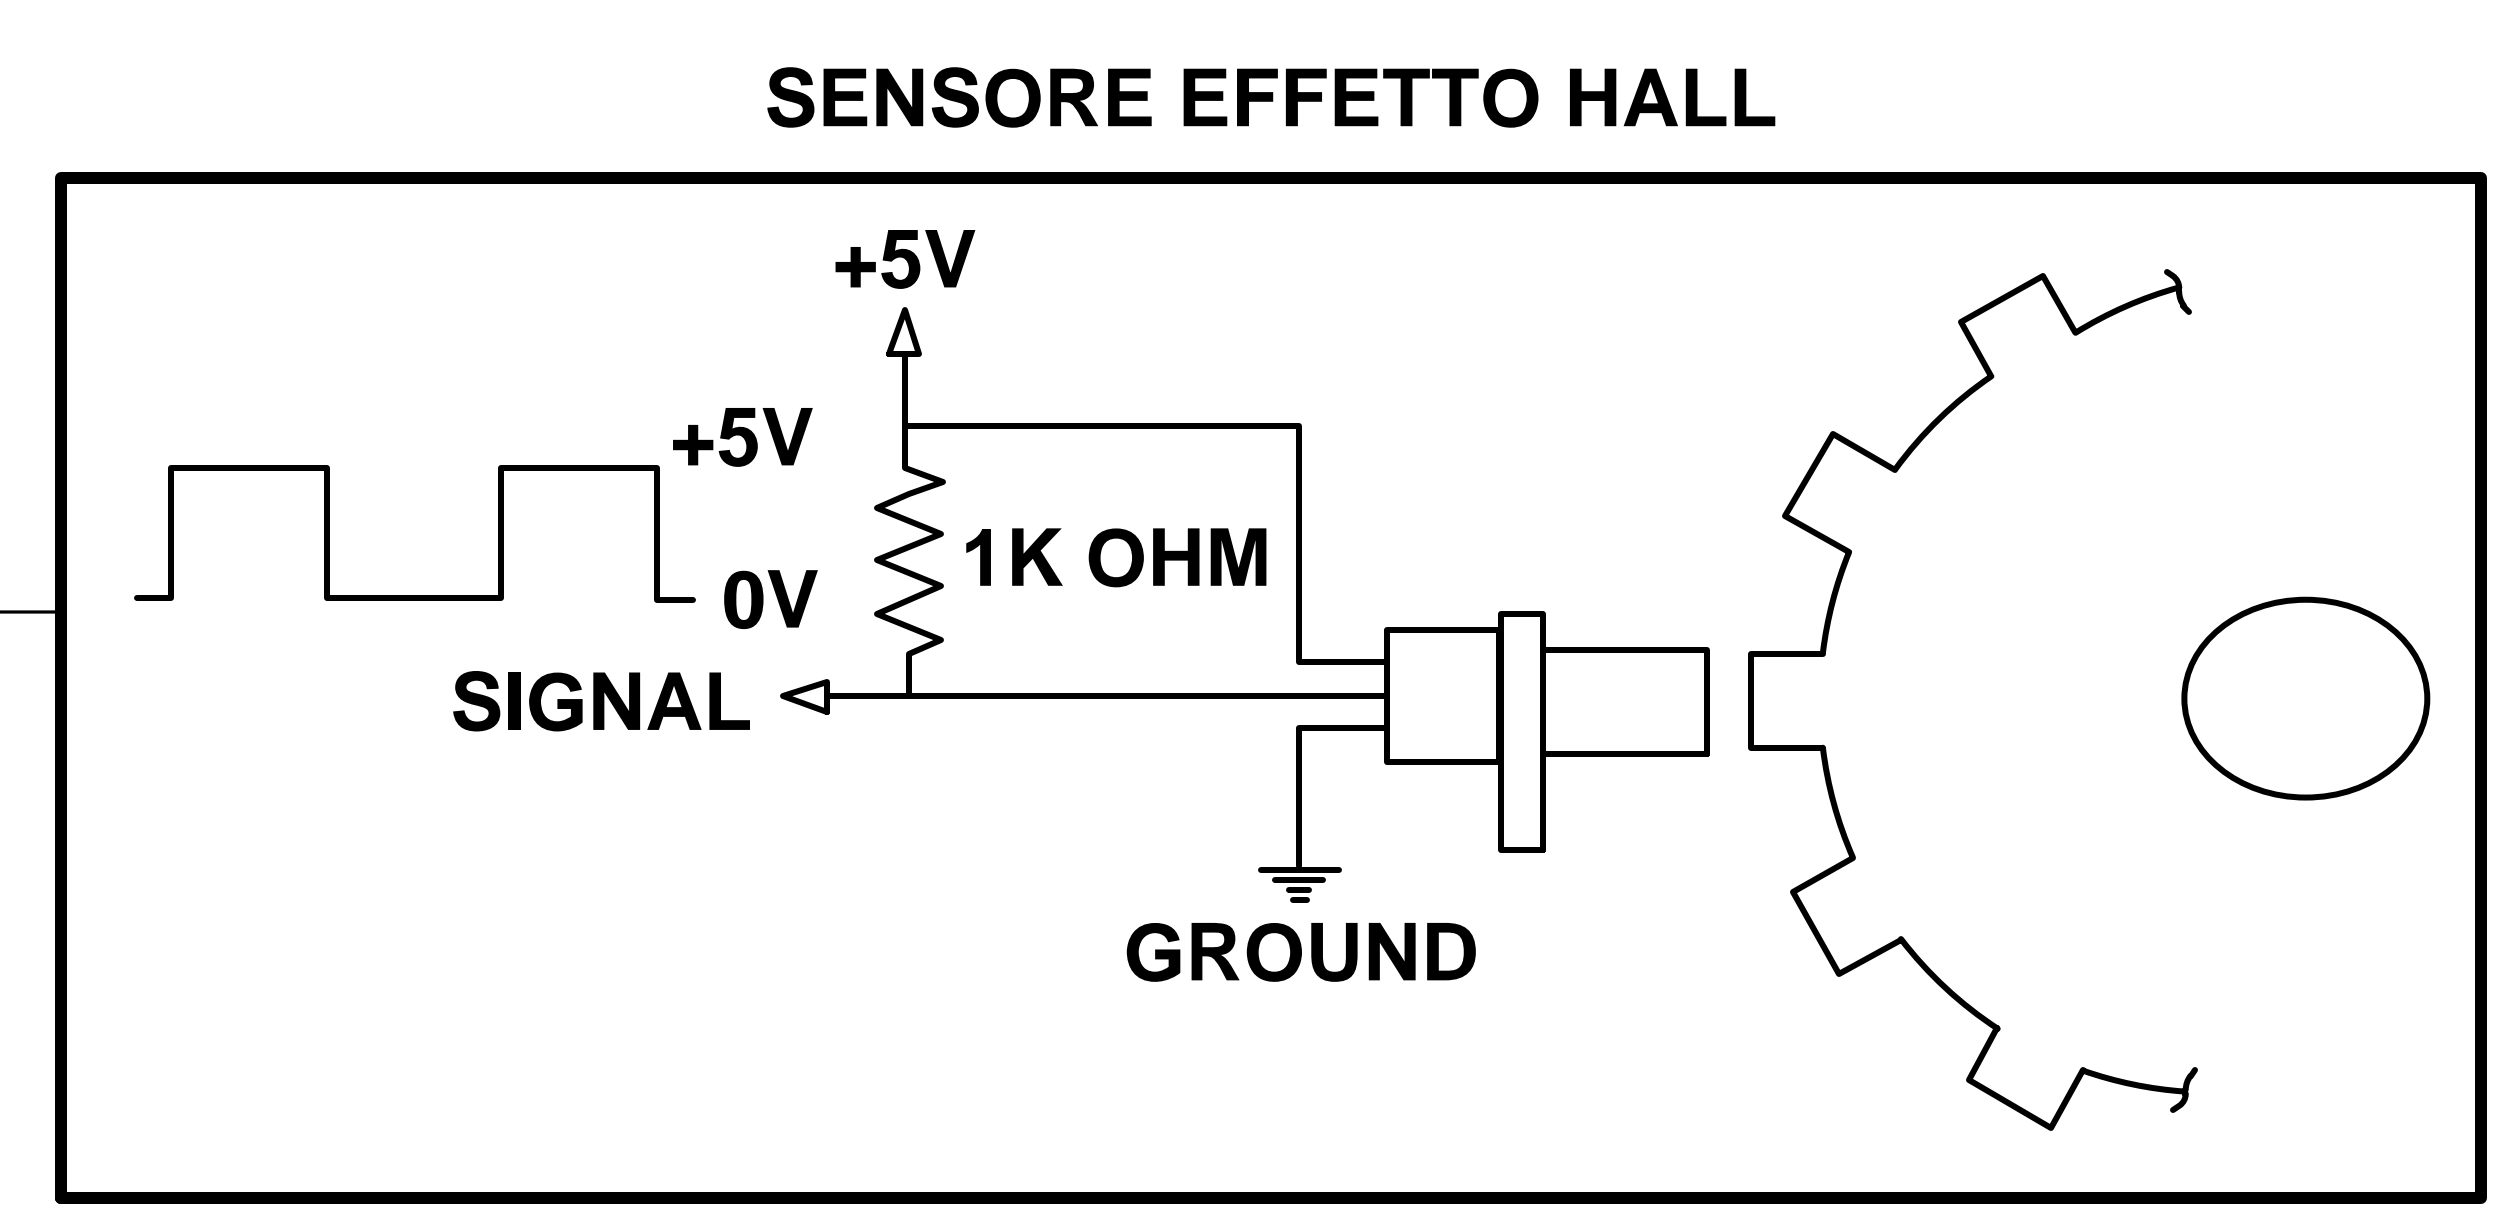 SENSORE EFFETTO HALL
+5V
+5V
1K OHM
0V
SIGNAL
GROUND